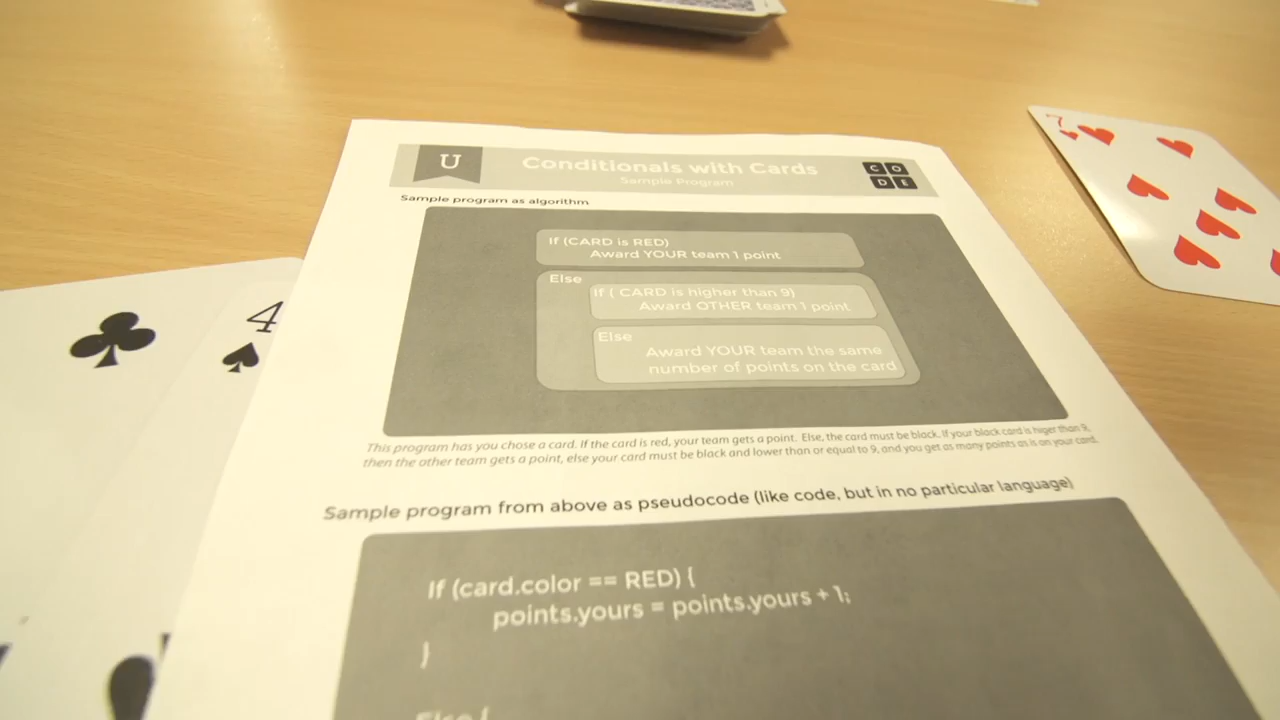 U
Conditionals with Cards
Sample Program
C O
D E
Sample program as algorithm
If (CARD is RED)
Award YOUR team 1 point
Else
If ( CARD is higher than 9)
Award OTHER team 1 point
Else
Award YOUR team the same
number of points on the card
This program has you chose a card. If the card is red, your team gets a point. Else, the card must be black. If your black card is higer than 9,
then the other team gets a point, else your card must be black and lower than or equal to 9, and you get as many points as is on your card.
Sample program from above as pseudocode (like code, but in no particular language)
If (card.color == RED) {
points.yours = points.yours + 1;
}
Else {
4
7